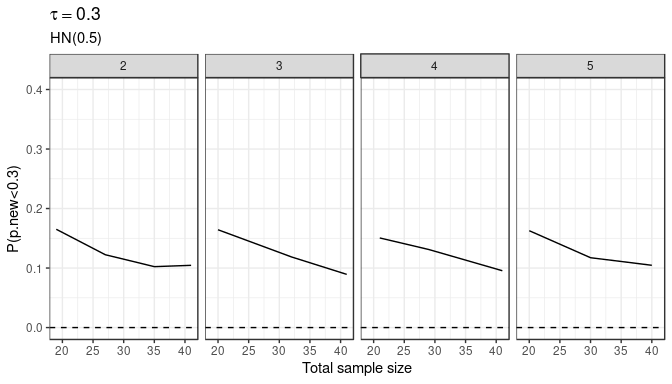 τ = 0.3
HN(0.5)
2 3 4 5
P(p.new<0.3)
0.4
0.3
0.2
0.1
0.0
20 25 30 35 40 20 25 30 35 40 20 25 30 35 40 20 25 30 35 40
Total sample size